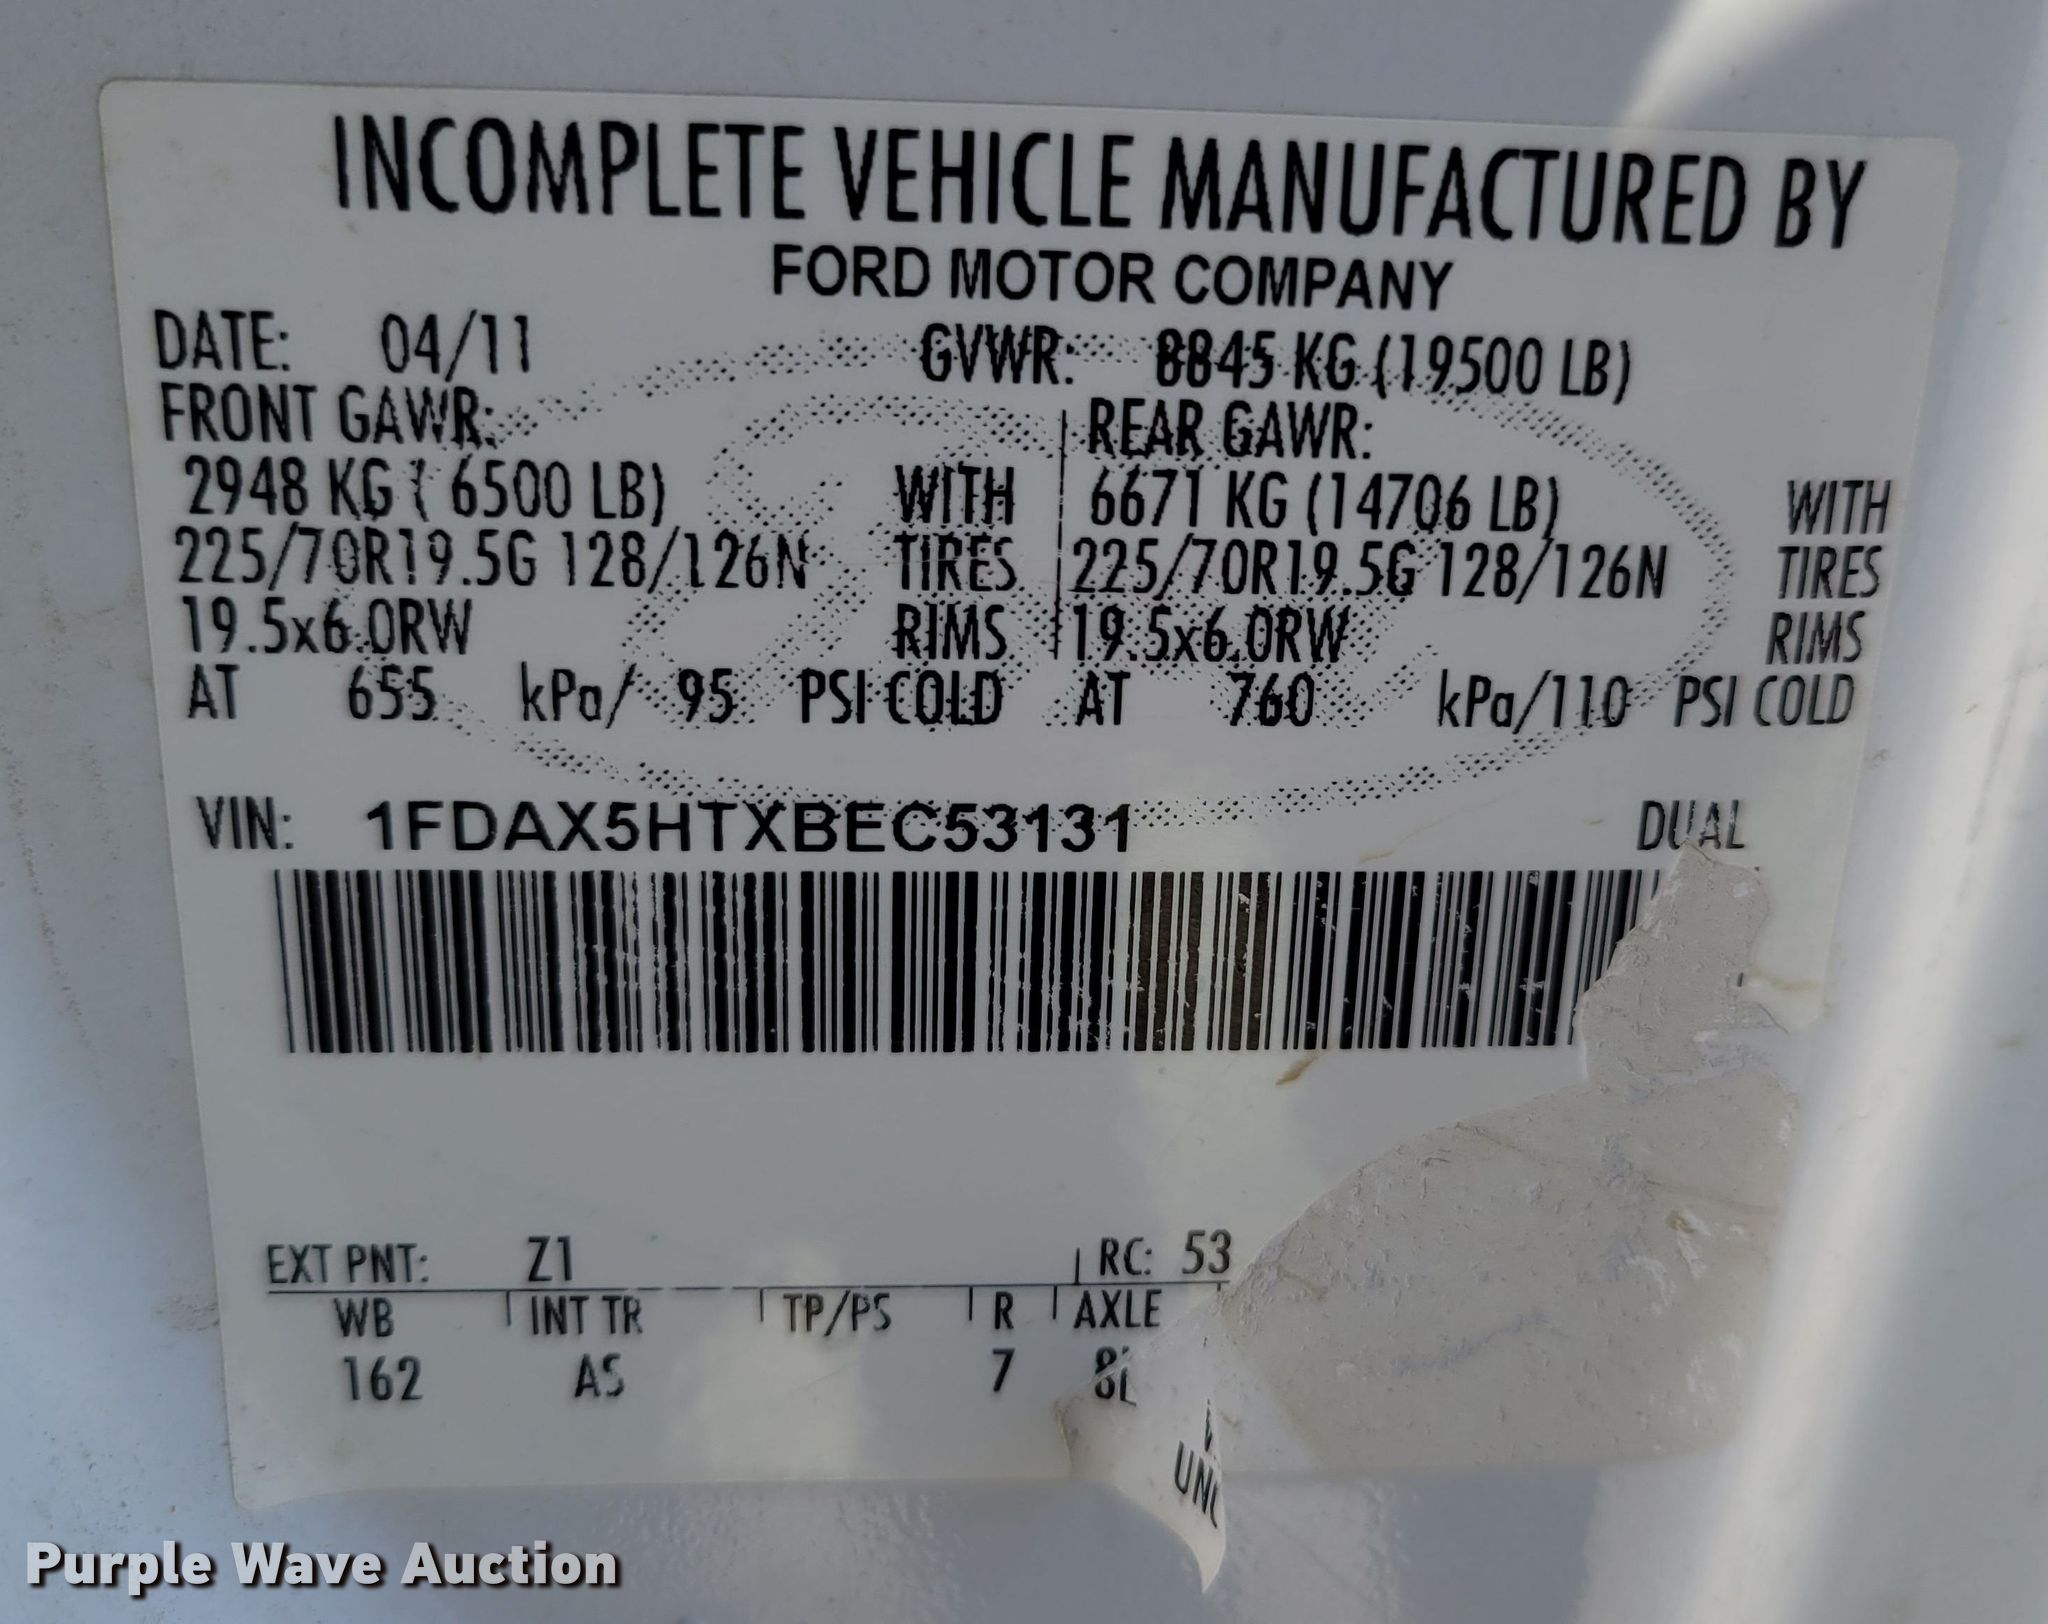 INCOMPLETE VEHICLE MANUFACTURED BY
FORD MOTOR COMPANY
DATE: 04/11 GVWR: 8845 KG (19500 LB)
FRONT GAWR: REAR GAWR:
2948 KG ( 6500 LB) WITH 6671 KG (14706 LB) WITH
225/70R19.5G 128/126N TIRES 225/70R19.5G 128/126N TIRES
19.5x6.0RW RIMS 19.5x6.0RW RIMS
AT 655 kPa/ 95 PSI COLD AT 760 kPa/110 PSI COLD
VIN: 1FDAX5HTXBEC53131 DUAL
EXT PNT: Z1 RC: 53
WB INT TR TP/PS R AXLE
162 AS 7
Purple Wave Auction